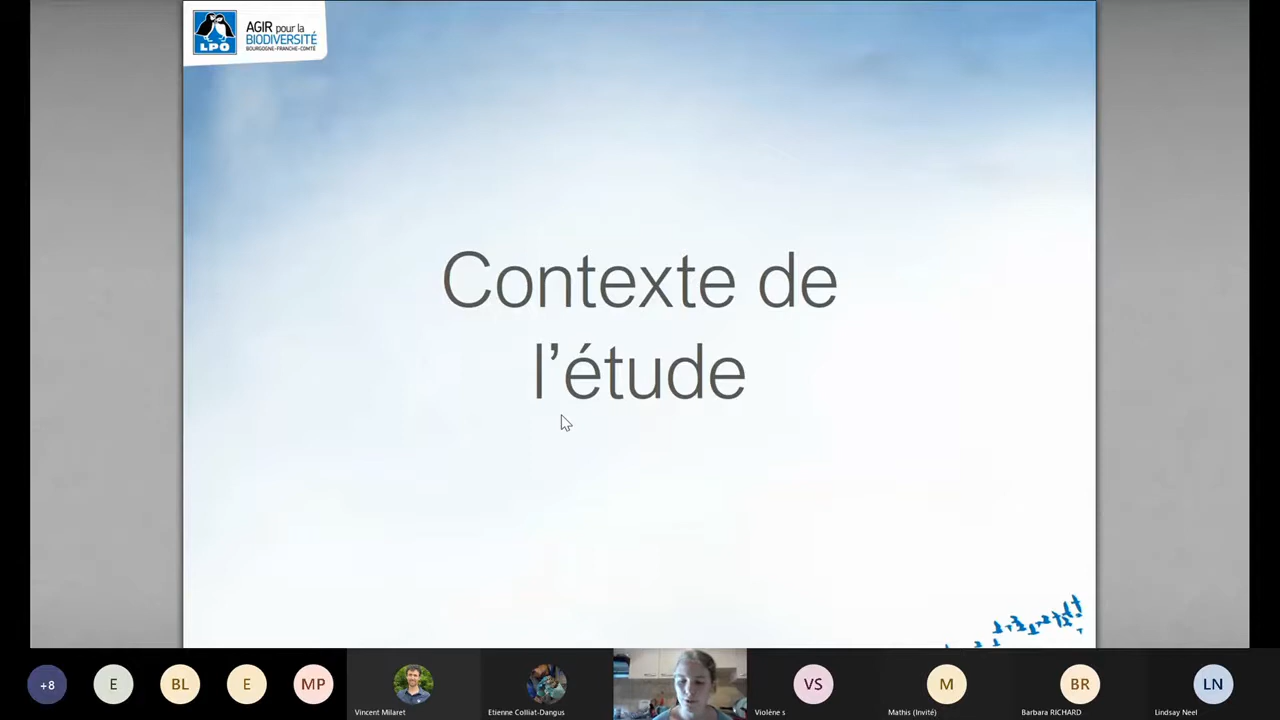 AGIR pour la
BIODIVERSITÉ
BOURGOGNE-FRANCHE-COMTÉ
LPO
Contexte de
l’étude
+8
E
BL
E
MP
Vincent Milaret
Etienne Colliat-Dangus
VS
Violène s
M
Mathis (Invité)
BR
Barbara RICHARD
LN
Lindsay Neel